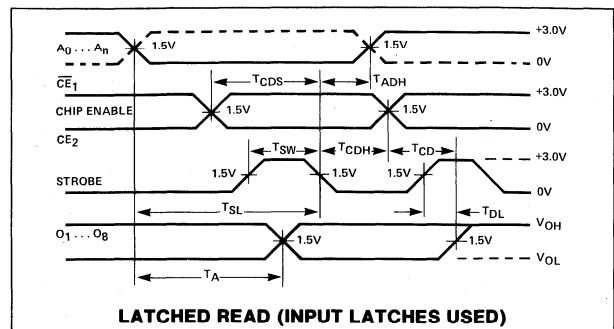 A0 ... An
1.5V
1.5V
+3.0V
0V
CE1
TCDS
TADH
+3.0V
CHIP ENABLE
1.5V
1.5V
0V
CE2
TSW
TCDH
TCD
+3.0V
1.5V
1.5V
1.5V
STROBE
0V
TSL
TDL
O1 ... O8
1.5V
1.5V
VOH
VOL
TA
LATCHED READ (INPUT LATCHES USED)